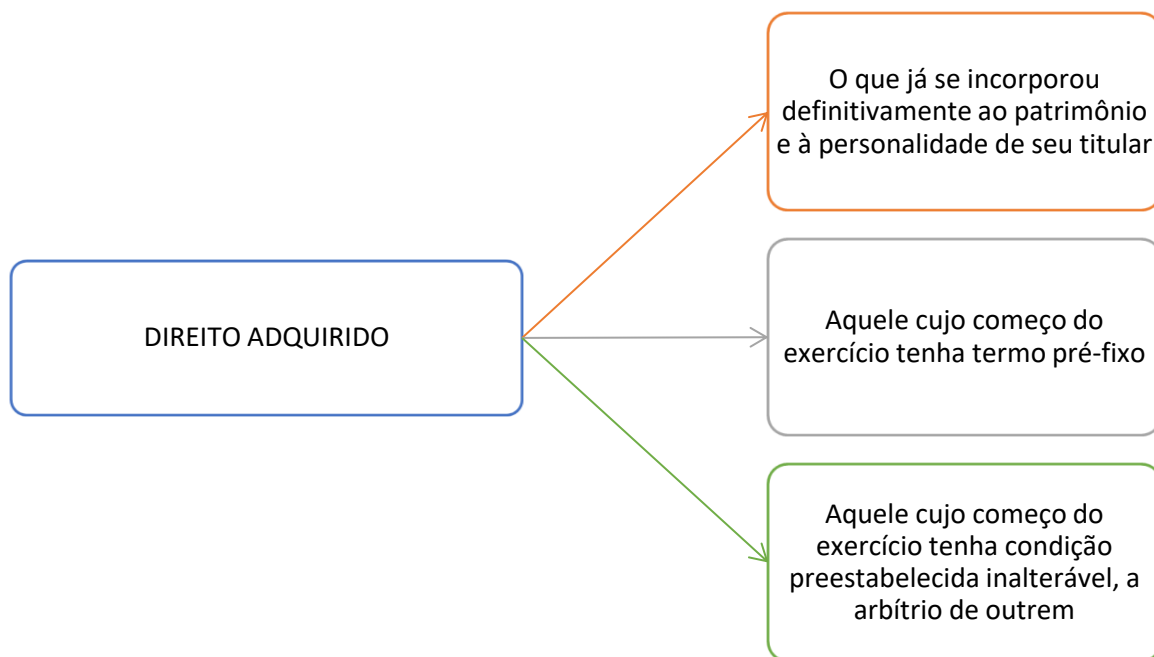 DIREITO ADQUIRIDO
O que já se incorporou
definitivamente ao patrimônio
e à personalidade de seu titular
Aquele cujo começo do
exercício tenha termo pré-fixo
Aquele cujo começo do
exercício tenha condição
preestabelecida inalterável, a
arbítrio de outrem